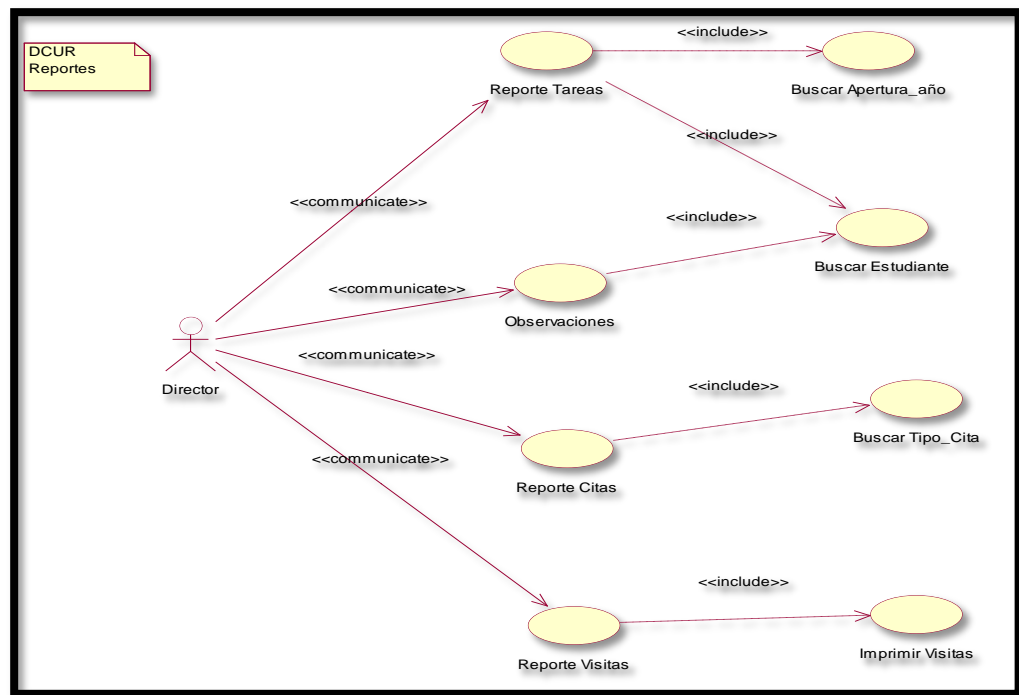 DCUR
Reportes
<<include>>
Reporte Tareas
Buscar Apertura_año
<<include>>
<<communicate>>
<<include>>
Buscar Estudiante
<<communicate>>
Observaciones
<<communicate>>
Director
<<include>>
Buscar Tipo_Cita
<<communicate>>
Reporte Citas
<<include>>
Imprimir Visitas
Reporte Visitas